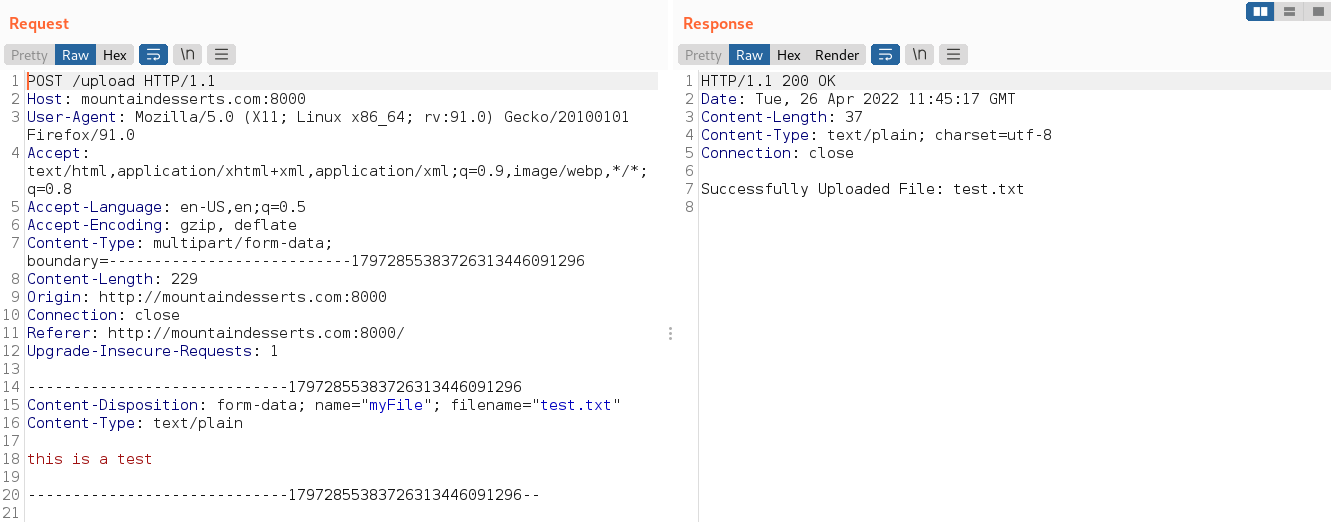 Request
Pretty Raw Hex \n
1 POST /upload HTTP/1.1
2 Host: mountaindesserts.com:8000
3 User-Agent: Mozilla/5.0 (X11; Linux x86_64; rv:91.0) Gecko/20100101
Firefox/91.0
4 Accept:
text/html,application/xhtml+xml,application/xml;q=0.9,image/webp,*/*;
q=0.8
5 Accept-Language: en-US,en;q=0.5
6 Accept-Encoding: gzip, deflate
7 Content-Type: multipart/form-data;
boundary=---------------------------17972855383726313446091296
8 Content-Length: 229
9 Origin: http://mountaindesserts.com:8000
10 Connection: close
11 Referer: http://mountaindesserts.com:8000/
12 Upgrade-Insecure-Requests: 1
13
14 -----------------------------17972855383726313446091296
15 Content-Disposition: form-data; name="myFile"; filename="test.txt"
16 Content-Type: text/plain
17
18 this is a test
19
20 -----------------------------17972855383726313446091296--
21
Response
Pretty Raw Hex Render \n
1 HTTP/1.1 200 OK
2 Date: Tue, 26 Apr 2022 11:45:17 GMT
3 Content-Length: 37
4 Content-Type: text/plain; charset=utf-8
5 Connection: close
6
7 Successfully Uploaded File: test.txt
8